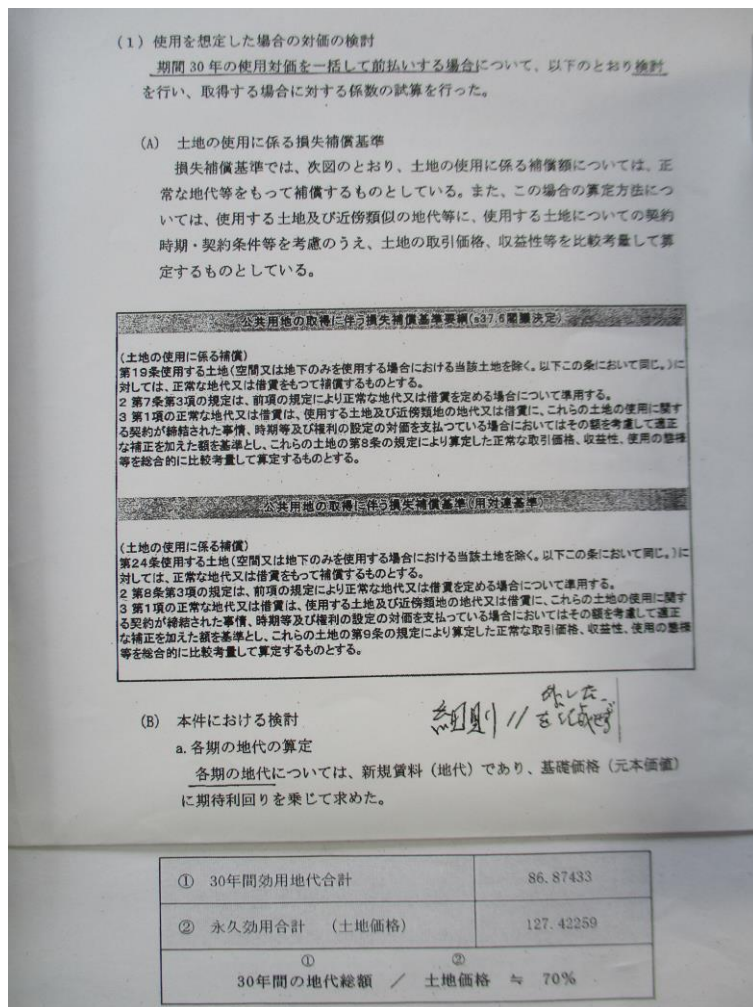 (1) 使用を想定した場合の対価の検討
期間30年の使用対価を一括して前払いする場合について、以下のとおり検討
を行い、取得する場合に対する係数の試算を行った。
(A) 土地の使用に係る損失補償基準
損失補償基準では、次図のとおり、土地の使用に係る補償額については、正
常な地代等をもって補償するものとしている。また、この場合の算定方法につ
いては、使用する土地及び近傍類似の地代等に、使用する土地についての契約
時期・契約条件等を考慮のうえ、土地の取引価格、収益性等を比較考量して算
定するものとしている。
公共用地の取得に伴う損失補償基準要綱(s37.6閣議決定)
(土地の使用に係る補償)
第19条使用する土地(空間又は地下のみを使用する場合における当該土地を除く。以下この条において同じ。)に
対しては、正常な地代又は借賃をもつて補償するものとする。
2 第7条第3項の規定は、前項の規定により正常な地代又は借賃を定める場合について準用する。
3 第1項の正常な地代又は借賃は、使用する土地及び近傍類地の地代又は借賃に、これらの土地の使用に関す
る契約が締結された事情、時期等及び権利の設定の対価を支払つている場合においてはその額を考慮して適正
な補正を加えた額を基準とし、これらの土地の第8条の規定により算定した正常な取引価格、収益性、使用の態様
等を総合的に比較考量して算定するものとする。
公共用地の取得に伴う損失補償基準(用対連基準)
(土地の使用に係る補償)
第24条使用する土地(空間又は地下のみを使用する場合における当該土地を除く。以下この条において同じ。)に
対しては、正常な地代又は借賃をもつて補償するものとする。
2 第8条第3項の規定は、前項の規定により正常な地代又は借賃を定める場合について準用する。
3 第1項の正常な地代又は借賃は、使用する土地及び近傍類地の地代又は借賃に、これらの土地の使用に関す
る契約が締結された事情、時期等及び権利の設定の対価を支払っている場合においてはその額を考慮して適正
な補正を加えた額を基準とし、これらの土地の第9条の規定により算定した正常な取引価格、収益性、使用の態様
等を総合的に比較考量して算定するものとする。
(B) 本件における検討
細則
a.各期の地代の算定
各期の地代については、新規賃料(地代)であり、基礎価格(元本価値)
に期待利回りを乗じて求めた。
① 30年間効用地代合計 86.87433
② 永久効用合計 (土地価格) 127.42259
① ②
30年間の地代総額 / 土地価格 ≒ 70%